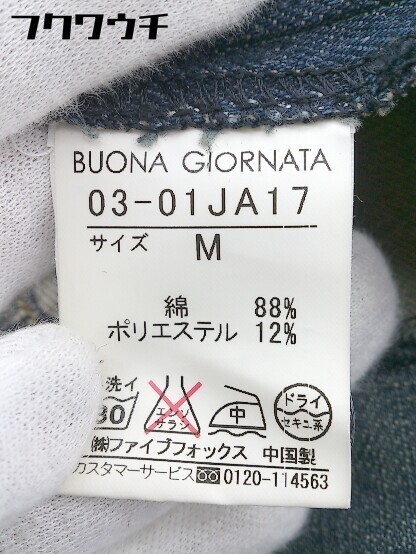 フクワウチ
BUONA GIORNATA
03-01JA17
サイズ M
綿 88%
ポリエステル 12%
洗イ
30 エンソ サラシ 中 ドライ セキユ系
㈱ファイブフォックス 中国製
カスタマーサービス 0120-114563